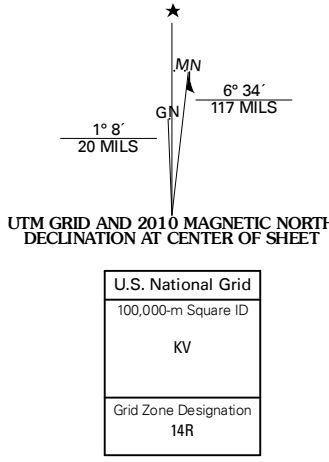 MN
GN
6° 34´
117 MILS
1° 8´
20 MILS
UTM GRID AND 2010 MAGNETIC NORTH
DECLINATION AT CENTER OF SHEET
U.S. National Grid
100,000-m Square ID
KV
Grid Zone Designation
14R